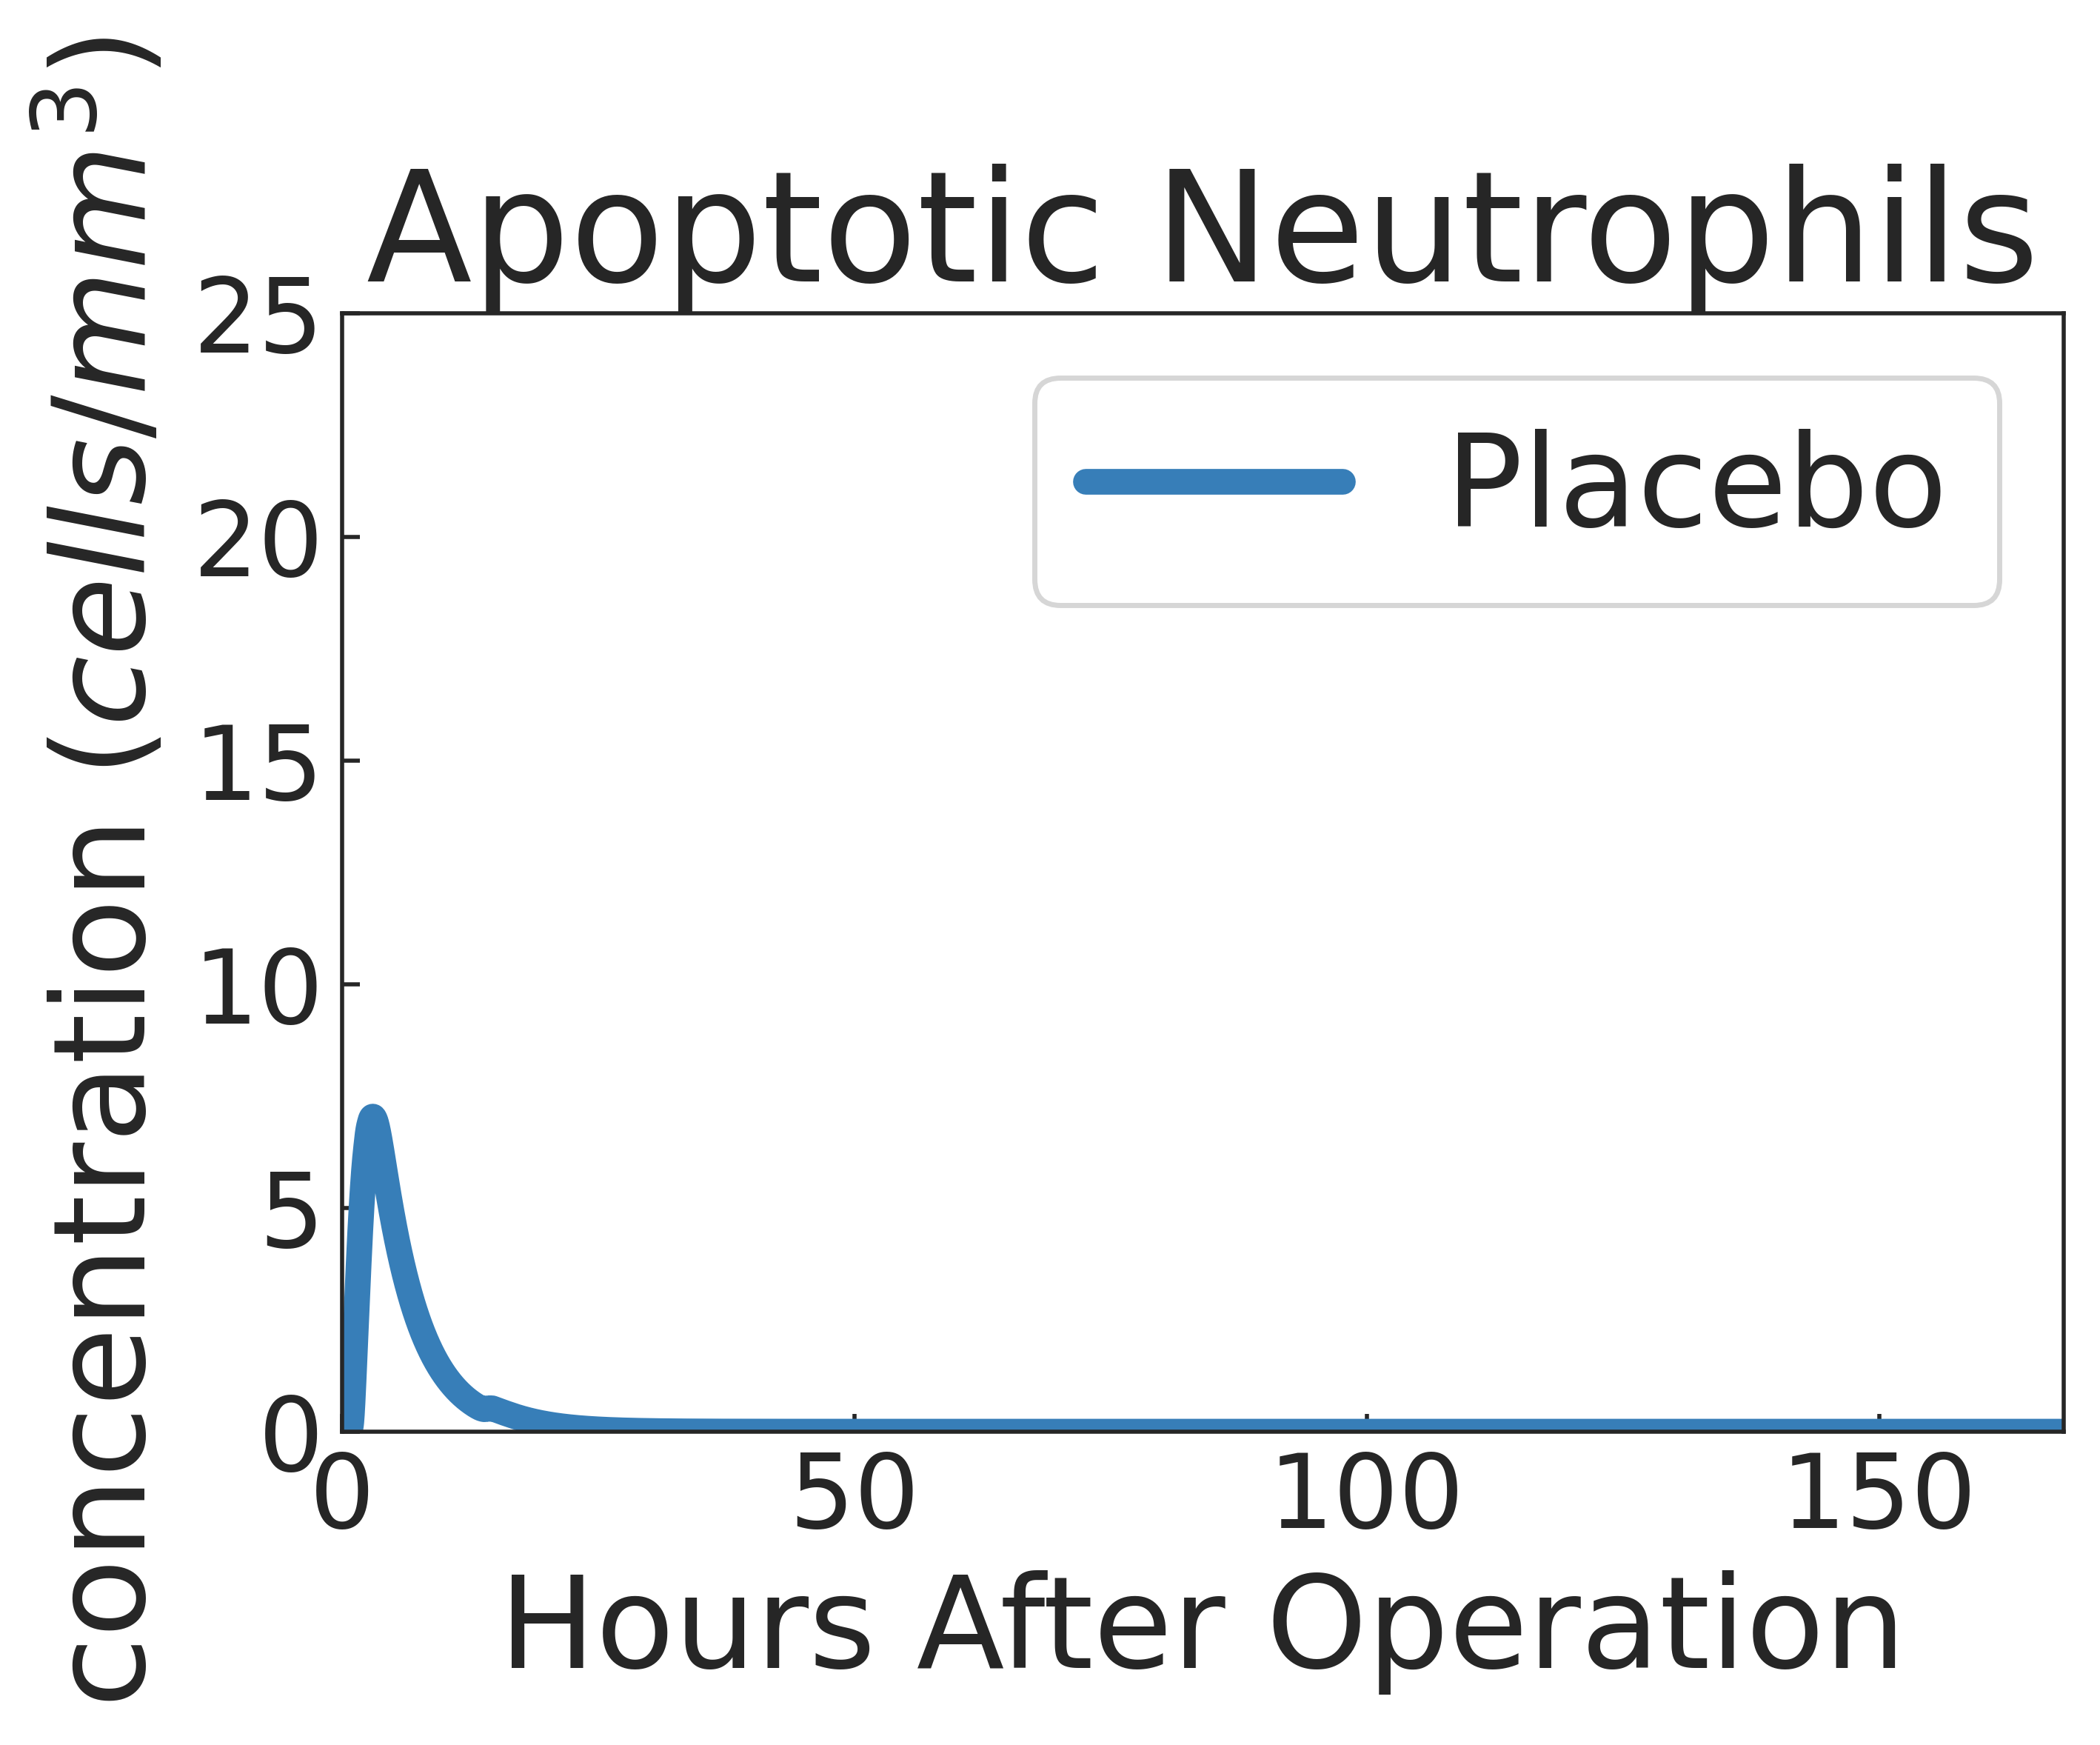 Apoptotic Neutrophils
concentration (cells/mm³)
25
20
15
10
5
0
Placebo
0 50 100 150
Hours After Operation